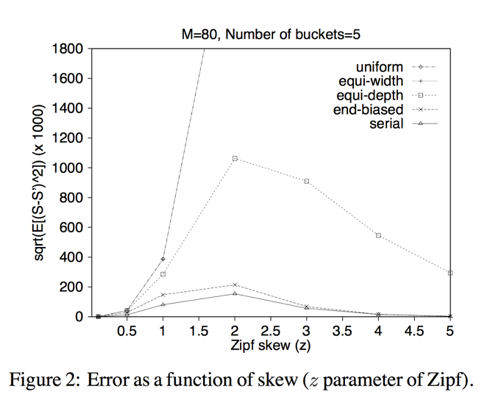 M=80, Number of buckets=5
1800
1600
1400
1200
1000
800
600
400
200
0
sqrt(E[(S-S')^2]) (x 1000)
uniform
equi-width
equi-depth
end-biased
serial
0.5 1 1.5 2 2.5 3 3.5 4 4.5 5
Zipf skew (z)
Figure 2: Error as a function of skew (z parameter of Zipf).